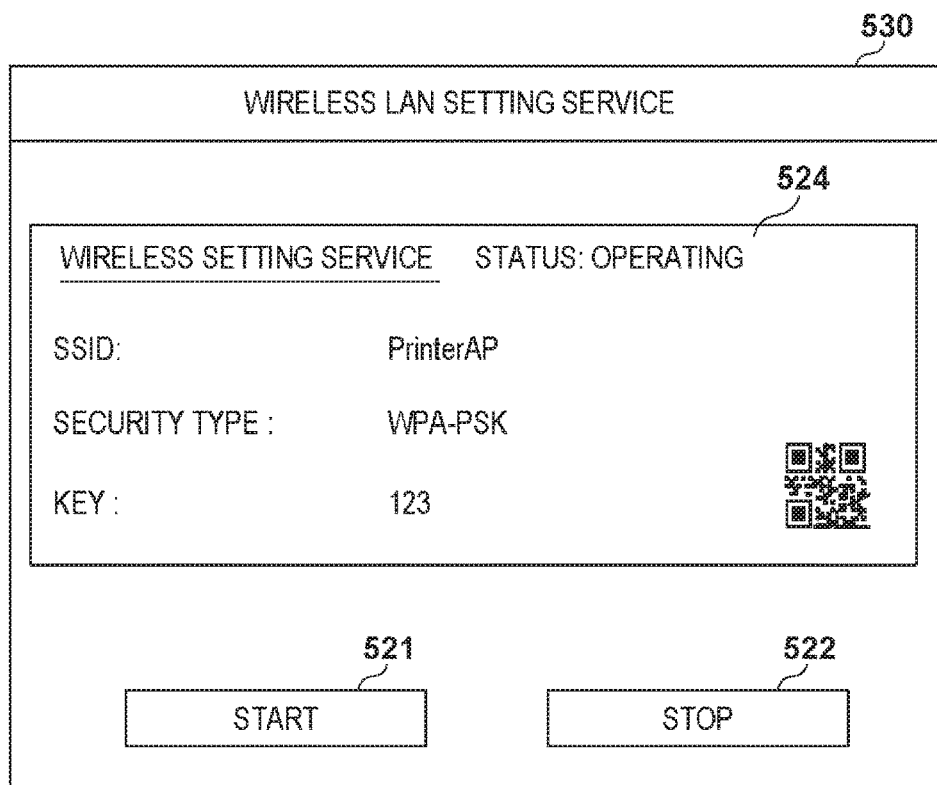 530
WIRELESS LAN SETTING SERVICE
524
WIRELESS SETTING SERVICE STATUS: OPERATING
SSID: PrinterAP
SECURITY TYPE : WPA-PSK
KEY : 123
521 522
START STOP